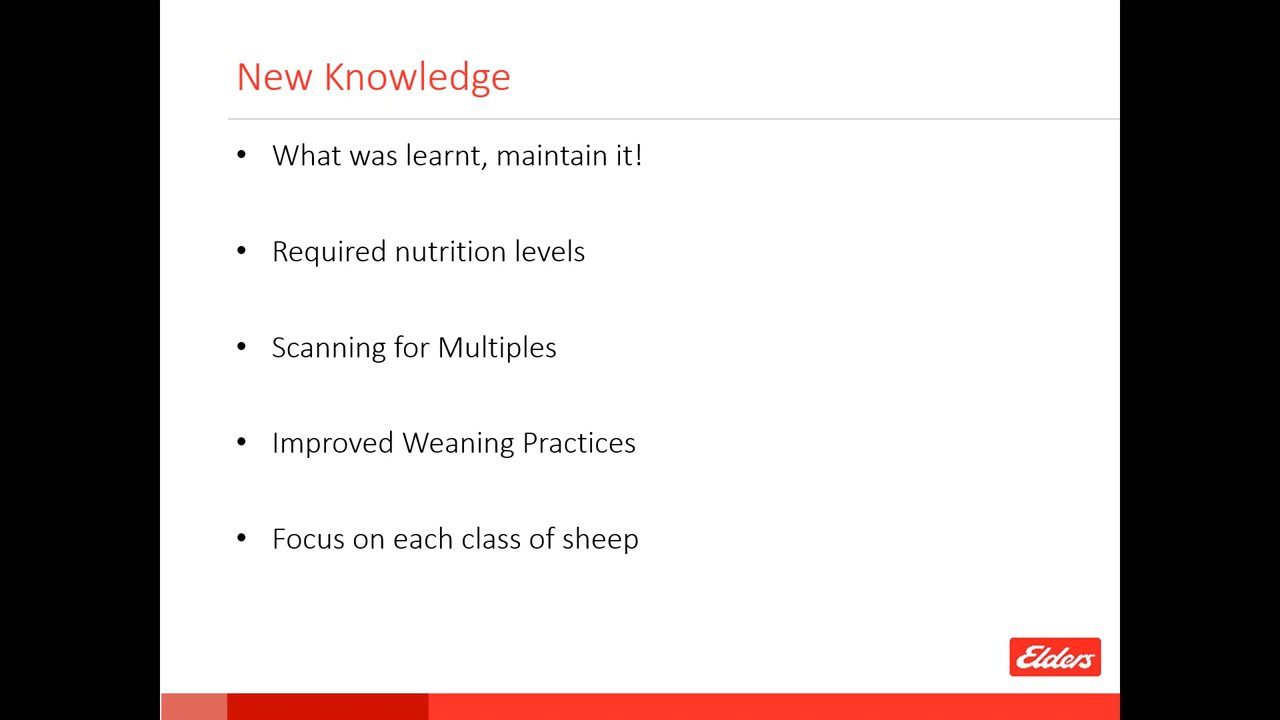 New Knowledge
• What was learnt, maintain it!
• Required nutrition levels
• Scanning for Multiples
• Improved Weaning Practices
• Focus on each class of sheep
Elders